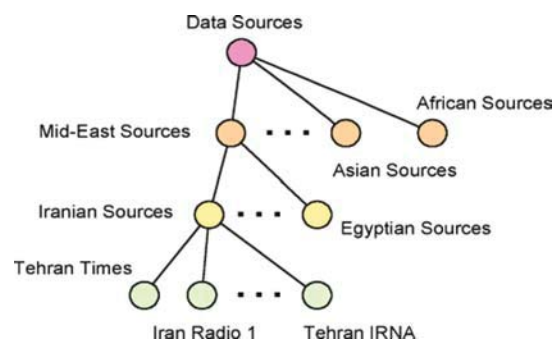 Data Sources
African Sources
Mid-East Sources
Asian Sources
Iranian Sources
Egyptian Sources
Tehran Times
Iran Radio 1
Tehran IRNA